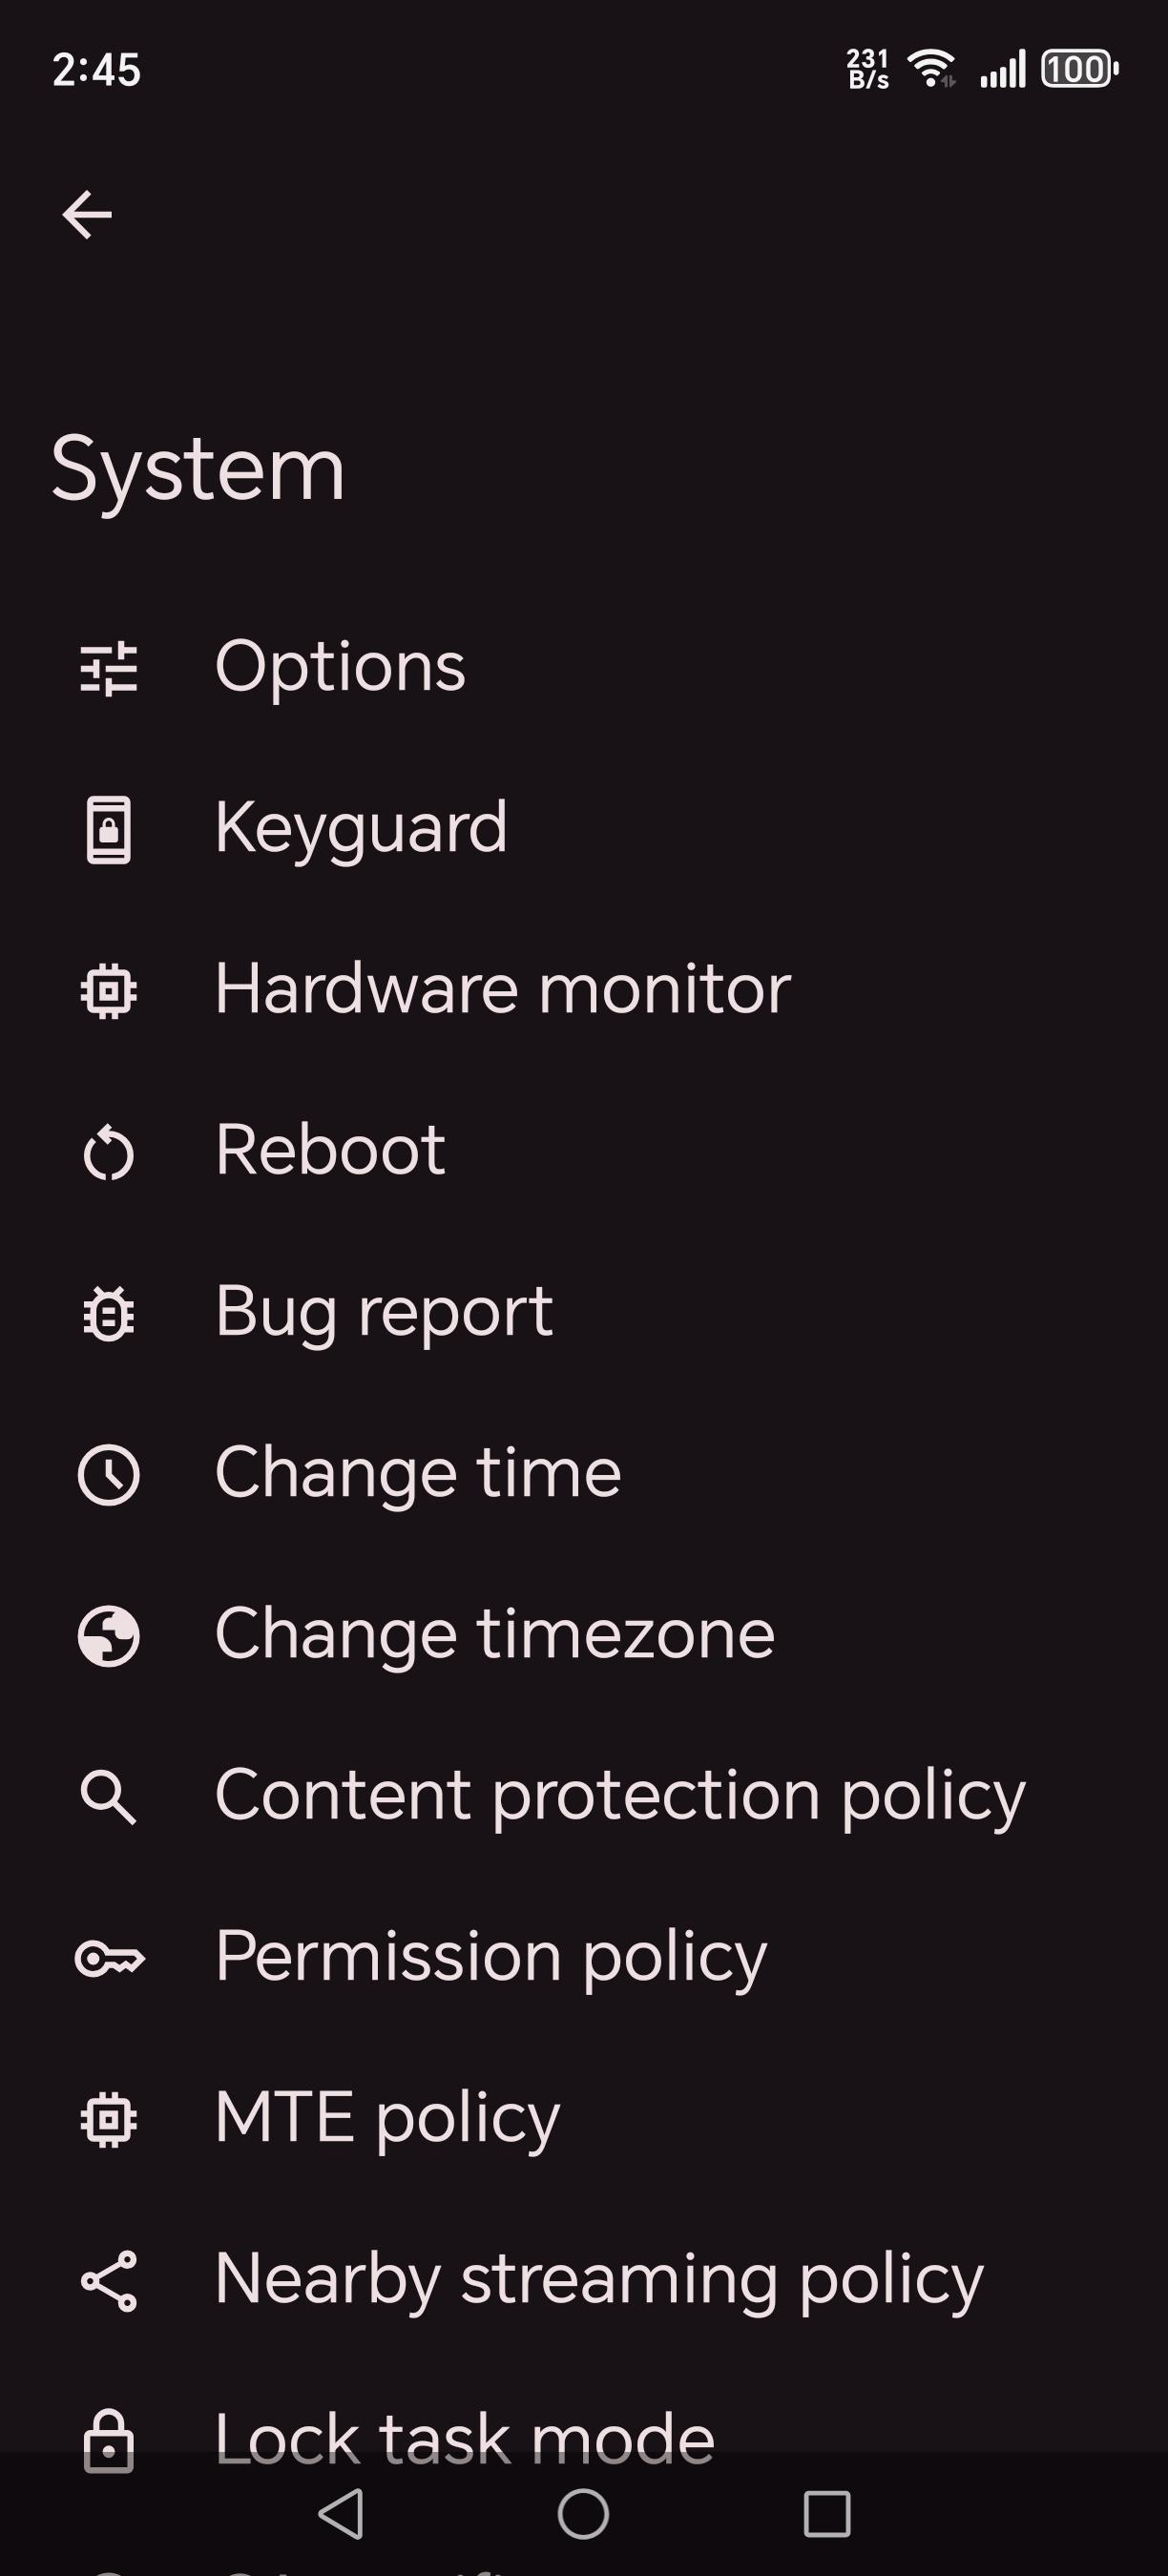 2:45
231
B/s
100
System
Options
Keyguard
Hardware monitor
Reboot
Bug report
Change time
Change timezone
Content protection policy
Permission policy
MTE policy
Nearby streaming policy
Lock task mode